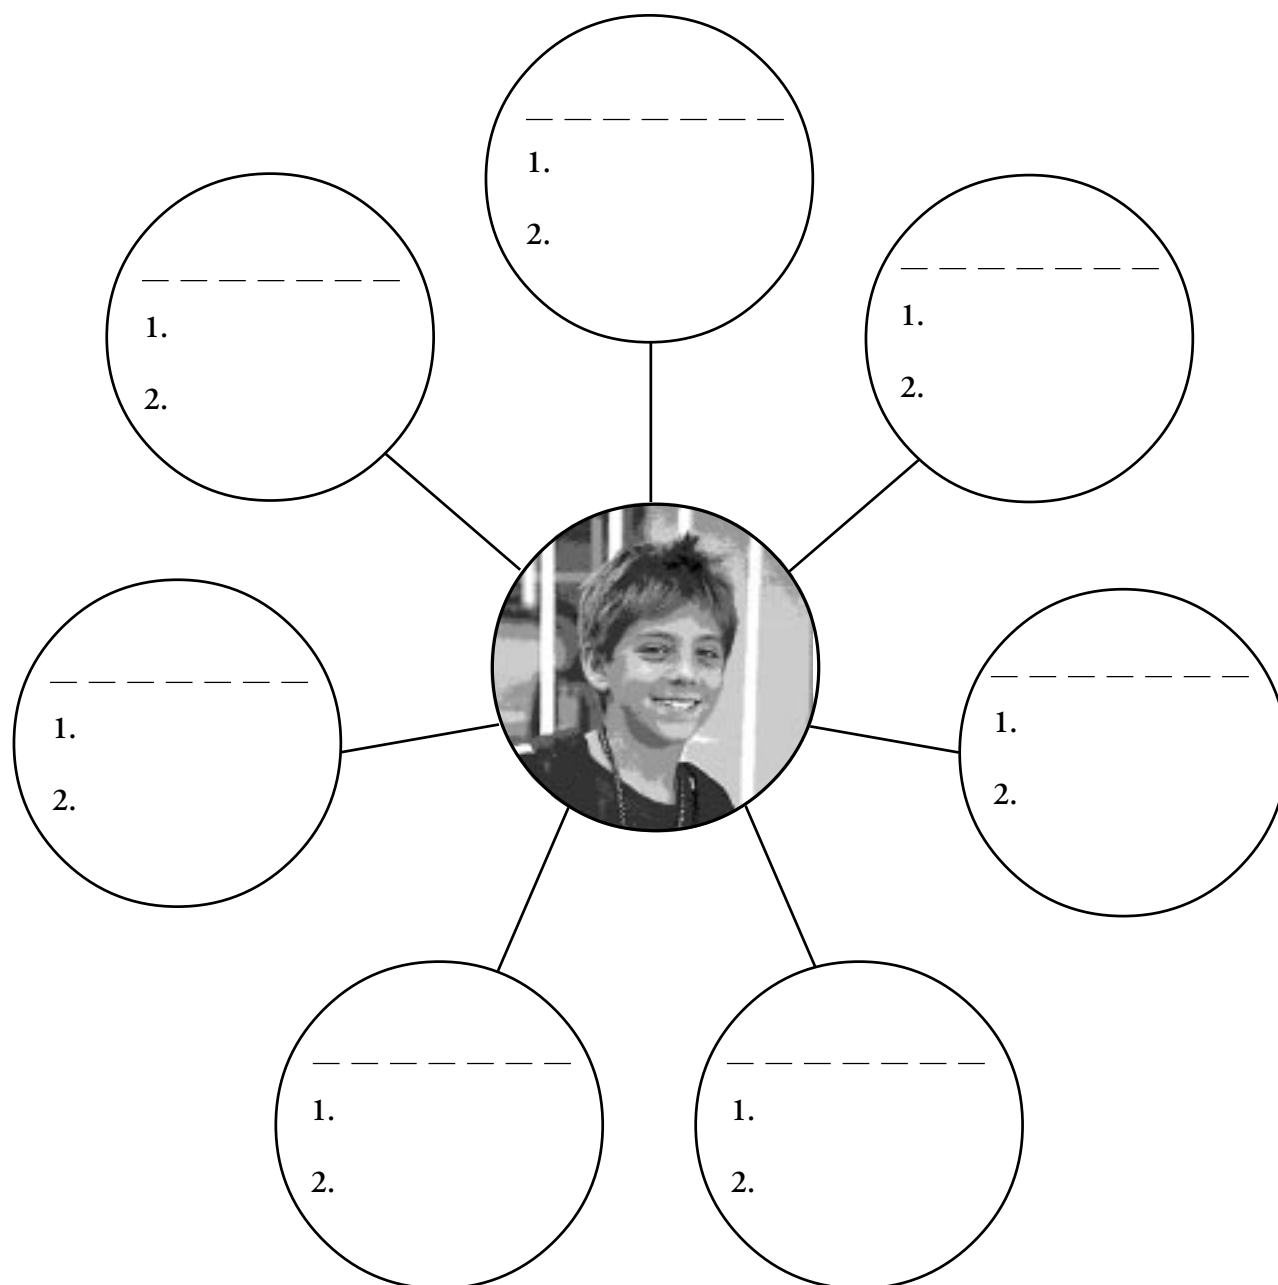 _ _ _ _ _ _ _
1.
2.
_ _ _ _ _ _ _
1.
2.
_ _ _ _ _ _ _
1.
2.
_ _ _ _ _ _ _
1.
2.
_ _ _ _ _ _ _
1.
2.
_ _ _ _ _ _ _
1.
2.
_ _ _ _ _ _ _
1.
2.